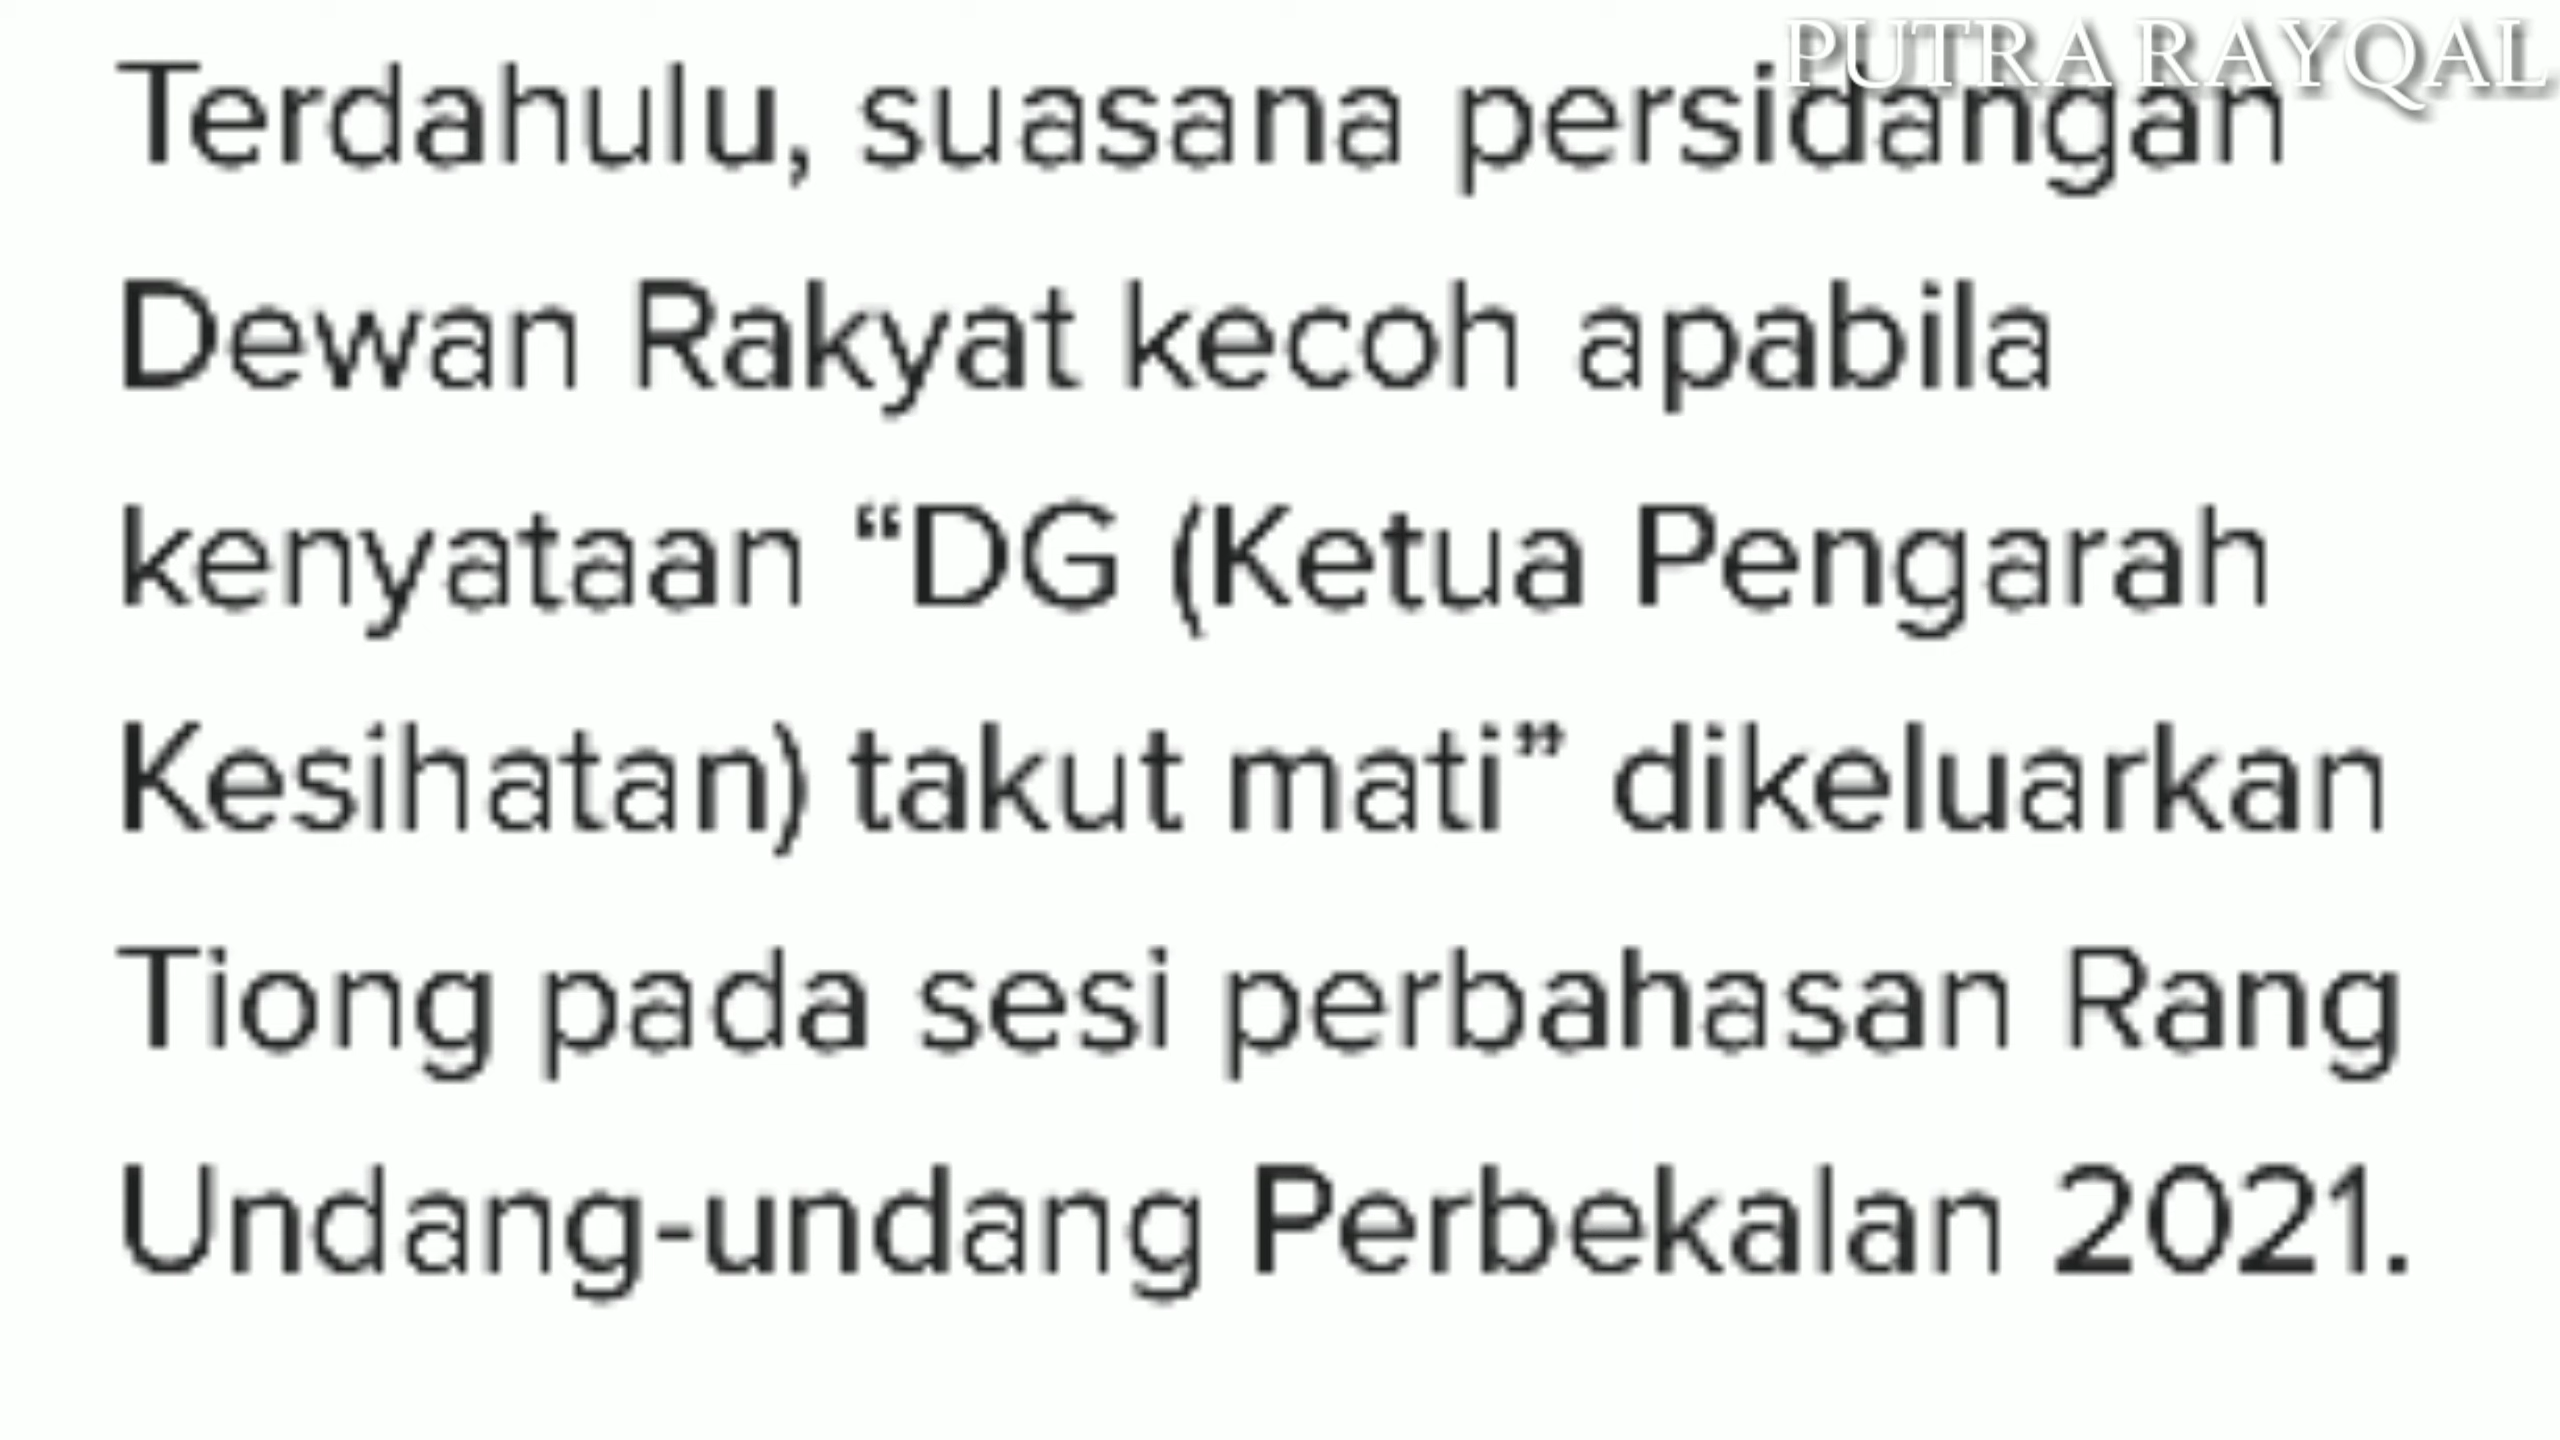 PUTRA RAYQAL
Terdahulu, suasana persidangan
Dewan Rakyat kecoh apabila
kenyataan “DG (Ketua Pengarah
Kesihatan) takut mati” dikeluarkan
Tiong pada sesi perbahasan Rang
Undang-undang Perbekalan 2021.